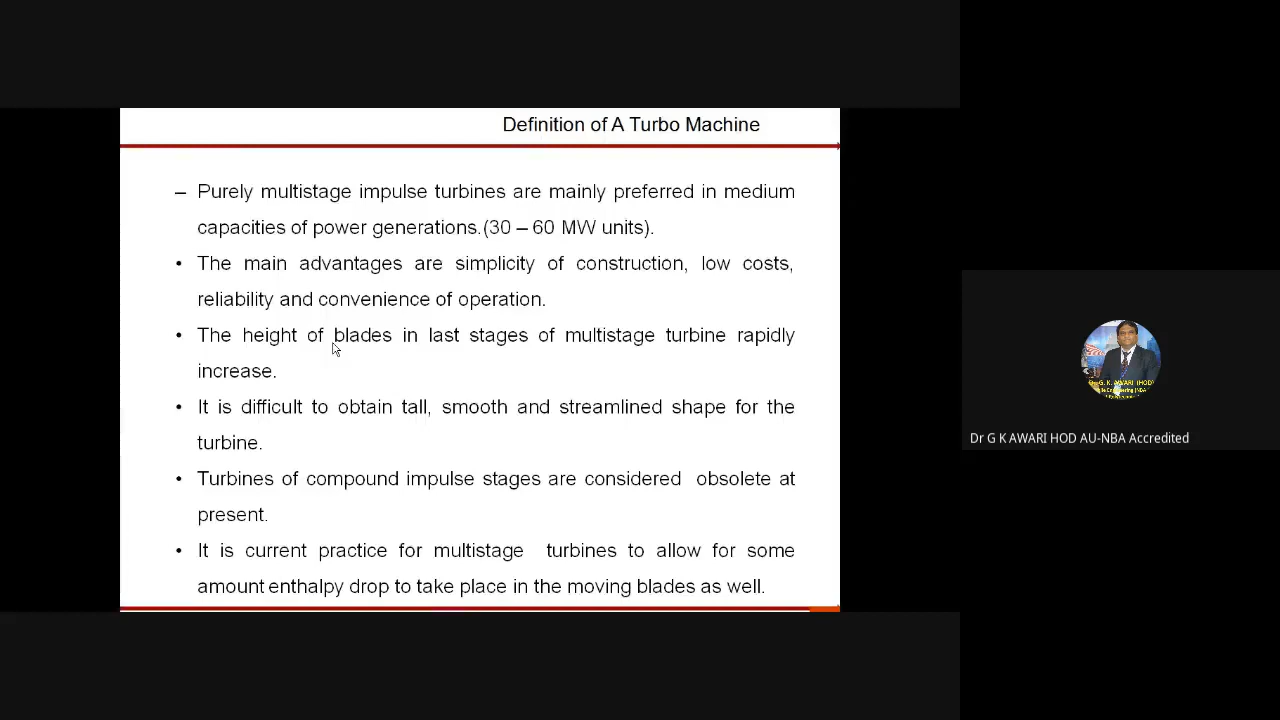 Definition of A Turbo Machine
– Purely multistage impulse turbines are mainly preferred in medium
capacities of power generations.(30 – 60 MW units).
• The main advantages are simplicity of construction, low costs,
reliability and convenience of operation.
• The height of blades in last stages of multistage turbine rapidly
increase.
• It is difficult to obtain tall, smooth and streamlined shape for the
turbine.
• Turbines of compound impulse stages are considered obsolete at
present.
• It is current practice for multistage turbines to allow for some
amount enthalpy drop to take place in the moving blades as well.
Dr G K AWARI HOD AU-NBA Accredited